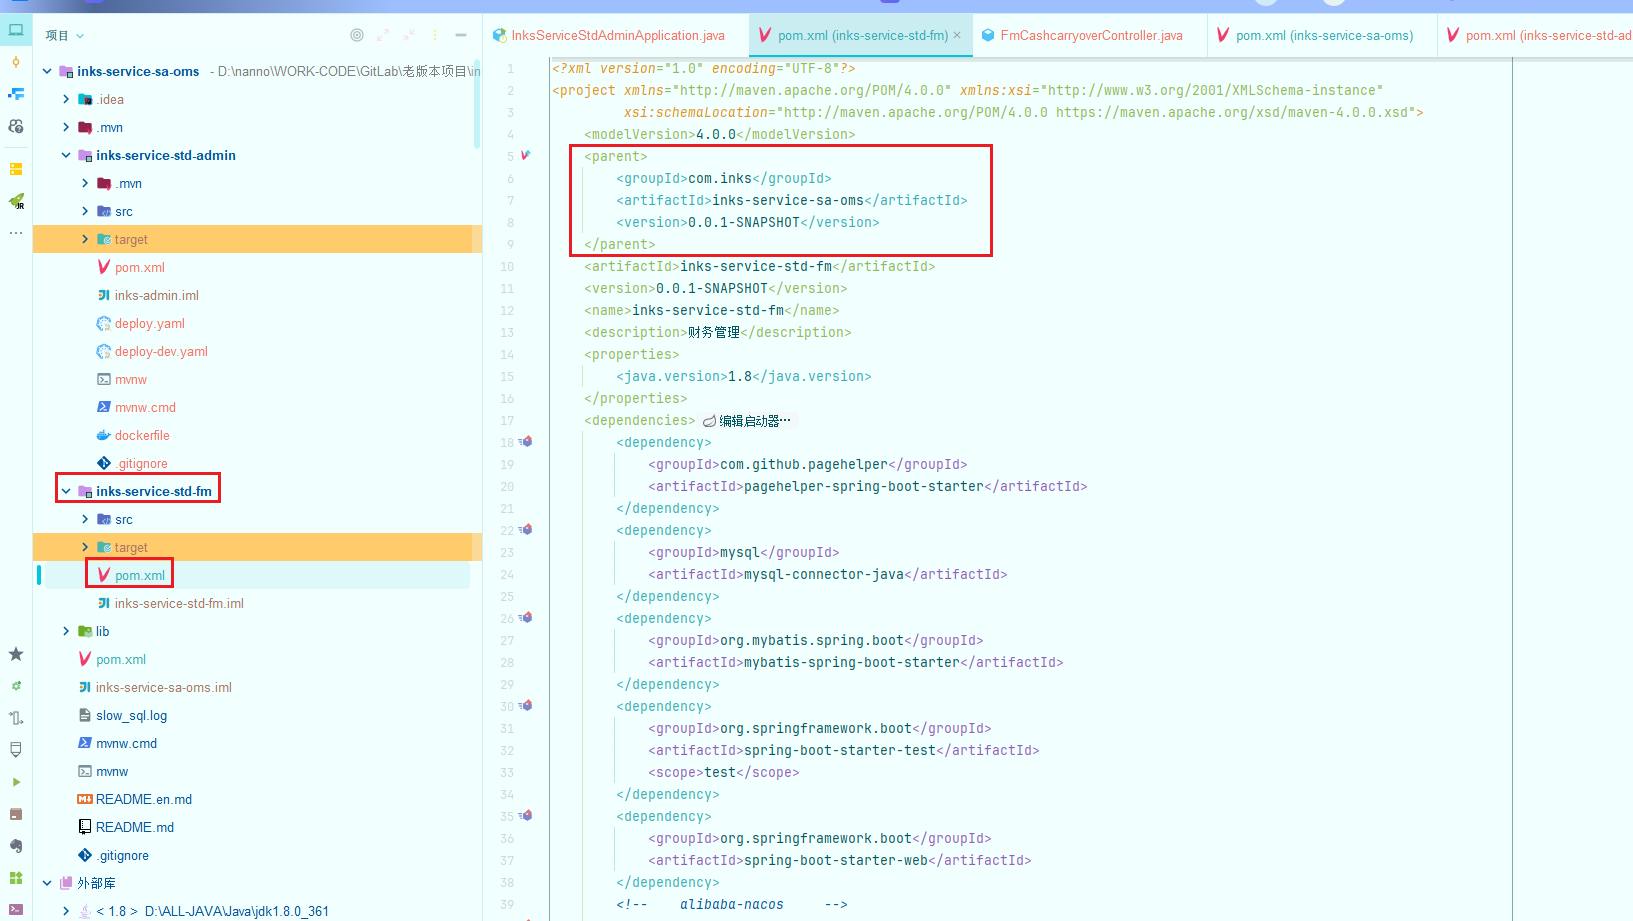 项目
inks-service-sa-oms - D:\nanno\WORK-CODE\GitLab\老版本项目\in
.idea
.mvn
inks-service-std-admin
.mvn
src
target
pom.xml
inks-admin.iml
deploy.yaml
deploy-dev.yaml
mvnw
mvnw.cmd
dockerfile
.gitignore
inks-service-std-fm
src
target
pom.xml
inks-service-std-fm.iml
lib
pom.xml
inks-service-sa-oms.iml
slow_sql.log
mvnw.cmd
mvnw
README.en.md
README.md
.gitignore
外部库
< 1.8 > D:\ALL-JAVA\Java\jdk1.8.0_361
InksServiceStdAdminApplication.java
pom.xml (inks-service-std-fm)
FmCashcarryoverController.java
pom.xml (inks-service-sa-oms)
pom.xml (inks-service-std-ad
1 <?xml version="1.0" encoding="UTF-8"?>
2 <project xmlns="http://maven.apache.org/POM/4.0.0" xmlns:xsi="http://www.w3.org/2001/XMLSchema-instance"
3 xsi:schemaLocation="http://maven.apache.org/POM/4.0.0 https://maven.apache.org/xsd/maven-4.0.0.xsd">
4 <modelVersion>4.0.0</modelVersion>
5 <parent>
6 <groupId>com.inks</groupId>
7 <artifactId>inks-service-sa-oms</artifactId>
8 <version>0.0.1-SNAPSHOT</version>
9 </parent>
10 <artifactId>inks-service-std-fm</artifactId>
11 <version>0.0.1-SNAPSHOT</version>
12 <name>inks-service-std-fm</name>
13 <description>财务管理</description>
14 <properties>
15 <java.version>1.8</java.version>
16 </properties>
17 <dependencies> 编辑启动器...
18 <dependency>
19 <groupId>com.github.pagehelper</groupId>
20 <artifactId>pagehelper-spring-boot-starter</artifactId>
21 </dependency>
22 <dependency>
23 <groupId>mysql</groupId>
24 <artifactId>mysql-connector-java</artifactId>
25 </dependency>
26 <dependency>
27 <groupId>org.mybatis.spring.boot</groupId>
28 <artifactId>mybatis-spring-boot-starter</artifactId>
29 </dependency>
30 <dependency>
31 <groupId>org.springframework.boot</groupId>
32 <artifactId>spring-boot-starter-test</artifactId>
33 <scope>test</scope>
34 </dependency>
35 <dependency>
36 <groupId>org.springframework.boot</groupId>
37 <artifactId>spring-boot-starter-web</artifactId>
38 </dependency>
39 <!-- alibaba-nacos -->